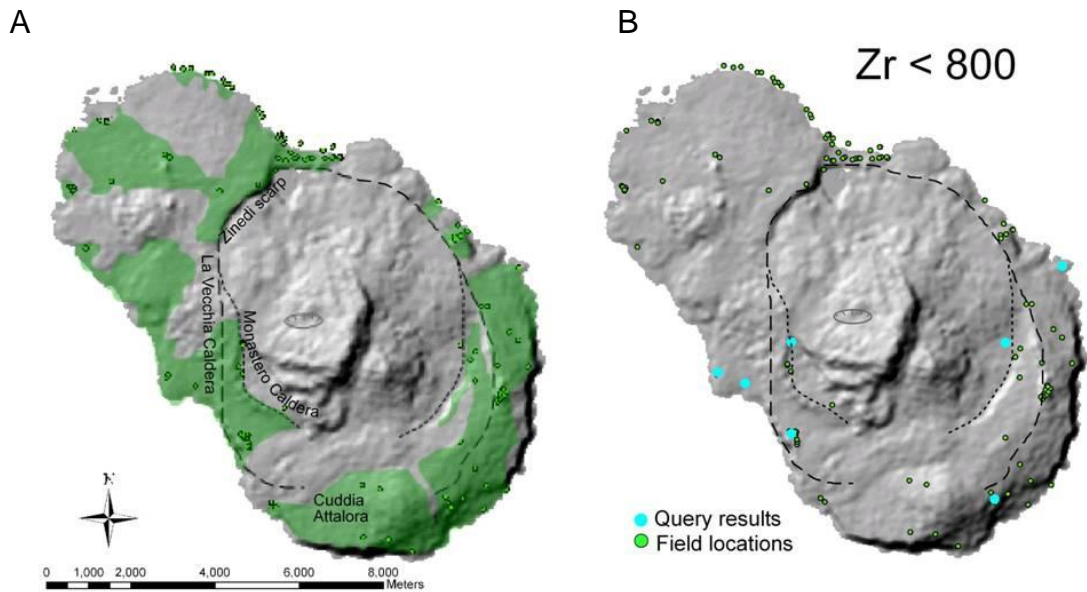 A
B
Zr < 800
Zinedi scarp
La Vecchia Caldera
Monastero Caldera
Cuddia
Attalora
N
0 1,000 2,000 4,000 6,000 8,000
Meters
Query results
Field locations